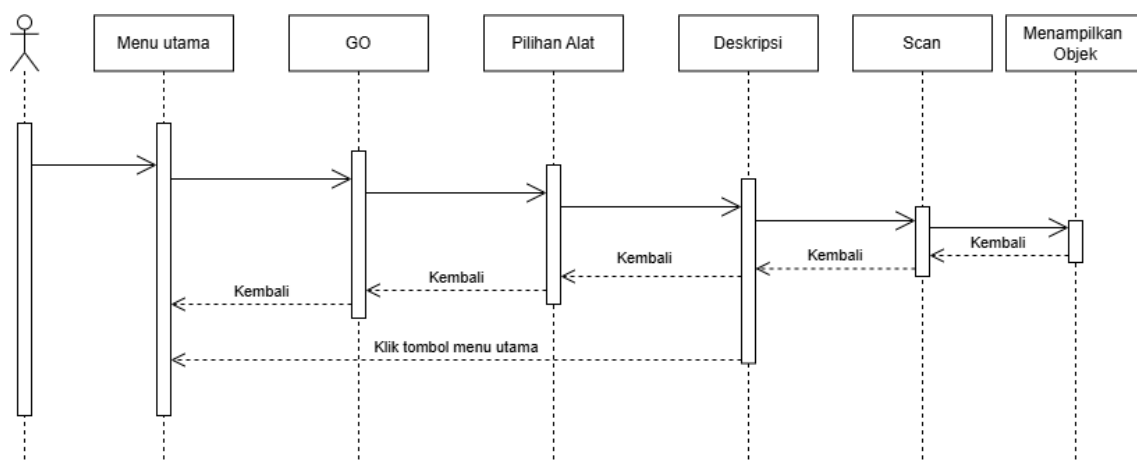 Menu utama
GO
Pilihan Alat
Deskripsi
Scan
Menampilkan
Objek
Kembali
Kembali
Kembali
Kembali
Kembali
Klik tombol menu utama